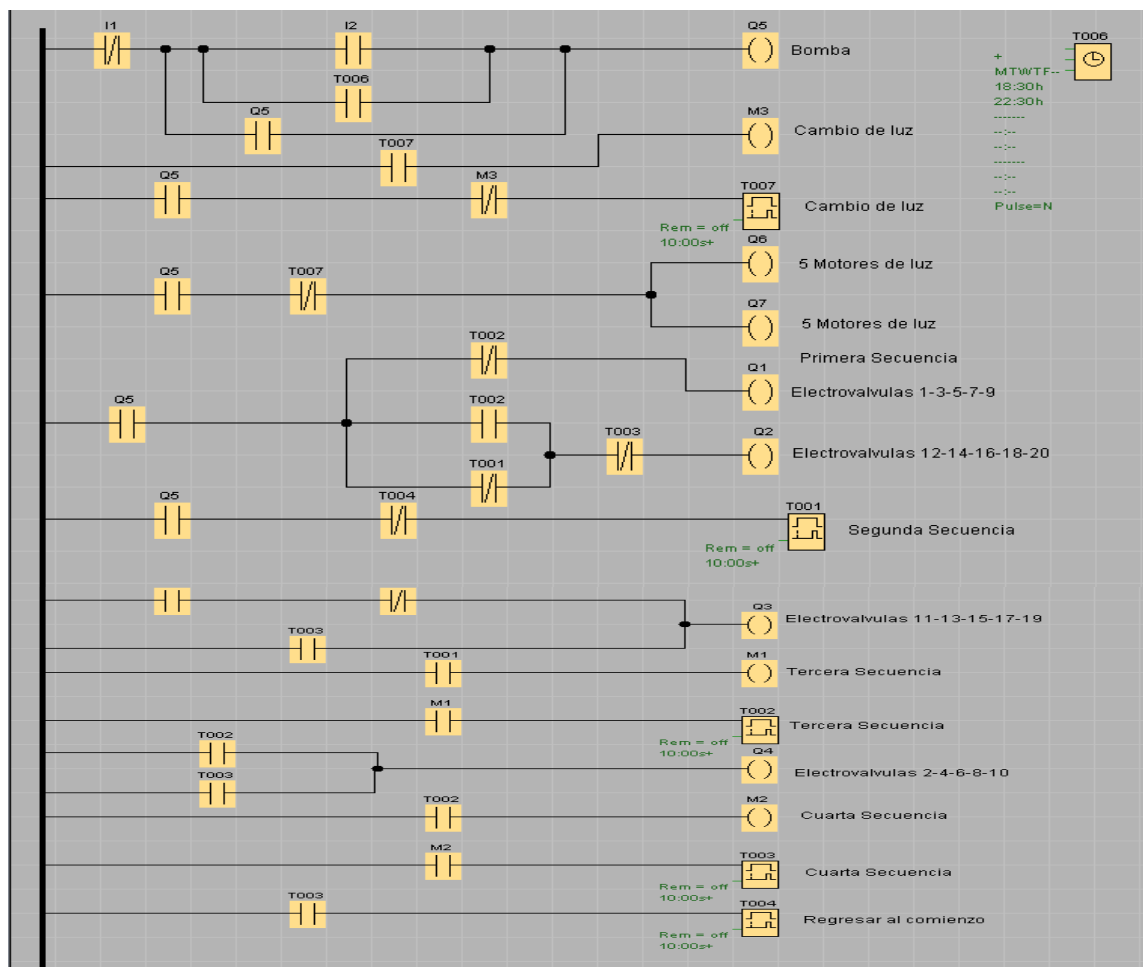 I1
I2
Q5
T006
Bomba
+
MTWTF--
18:30h
22:30h
-------
--:--
--:--
-------
--:--
--:--
Pulse=N
T006
Q5
M3
Cambio de luz
T007
Q5
M3
T007
Cambio de luz
Rem = off
10:00s+
Q6
5 Motores de luz
Q5
T007
Q7
5 Motores de luz
T002
Primera Secuencia
Q1
Electrovalvulas 1-3-5-7-9
Q5
T002
T003
Q2
Electrovalvulas 12-14-16-18-20
T001
Q5
T004
T001
Segunda Secuencia
Rem = off
10:00s+
Q3
Electrovalvulas 11-13-15-17-19
T003
T001
M1
Tercera Secuencia
M1
T002
Tercera Secuencia
Rem = off
10:00s+
T002
Q4
Electrovalvulas 2-4-6-8-10
T003
T002
M2
Cuarta Secuencia
M2
T003
Cuarta Secuencia
Rem = off
10:00s+
T003
T004
Regresar al comienzo
Rem = off
10:00s+